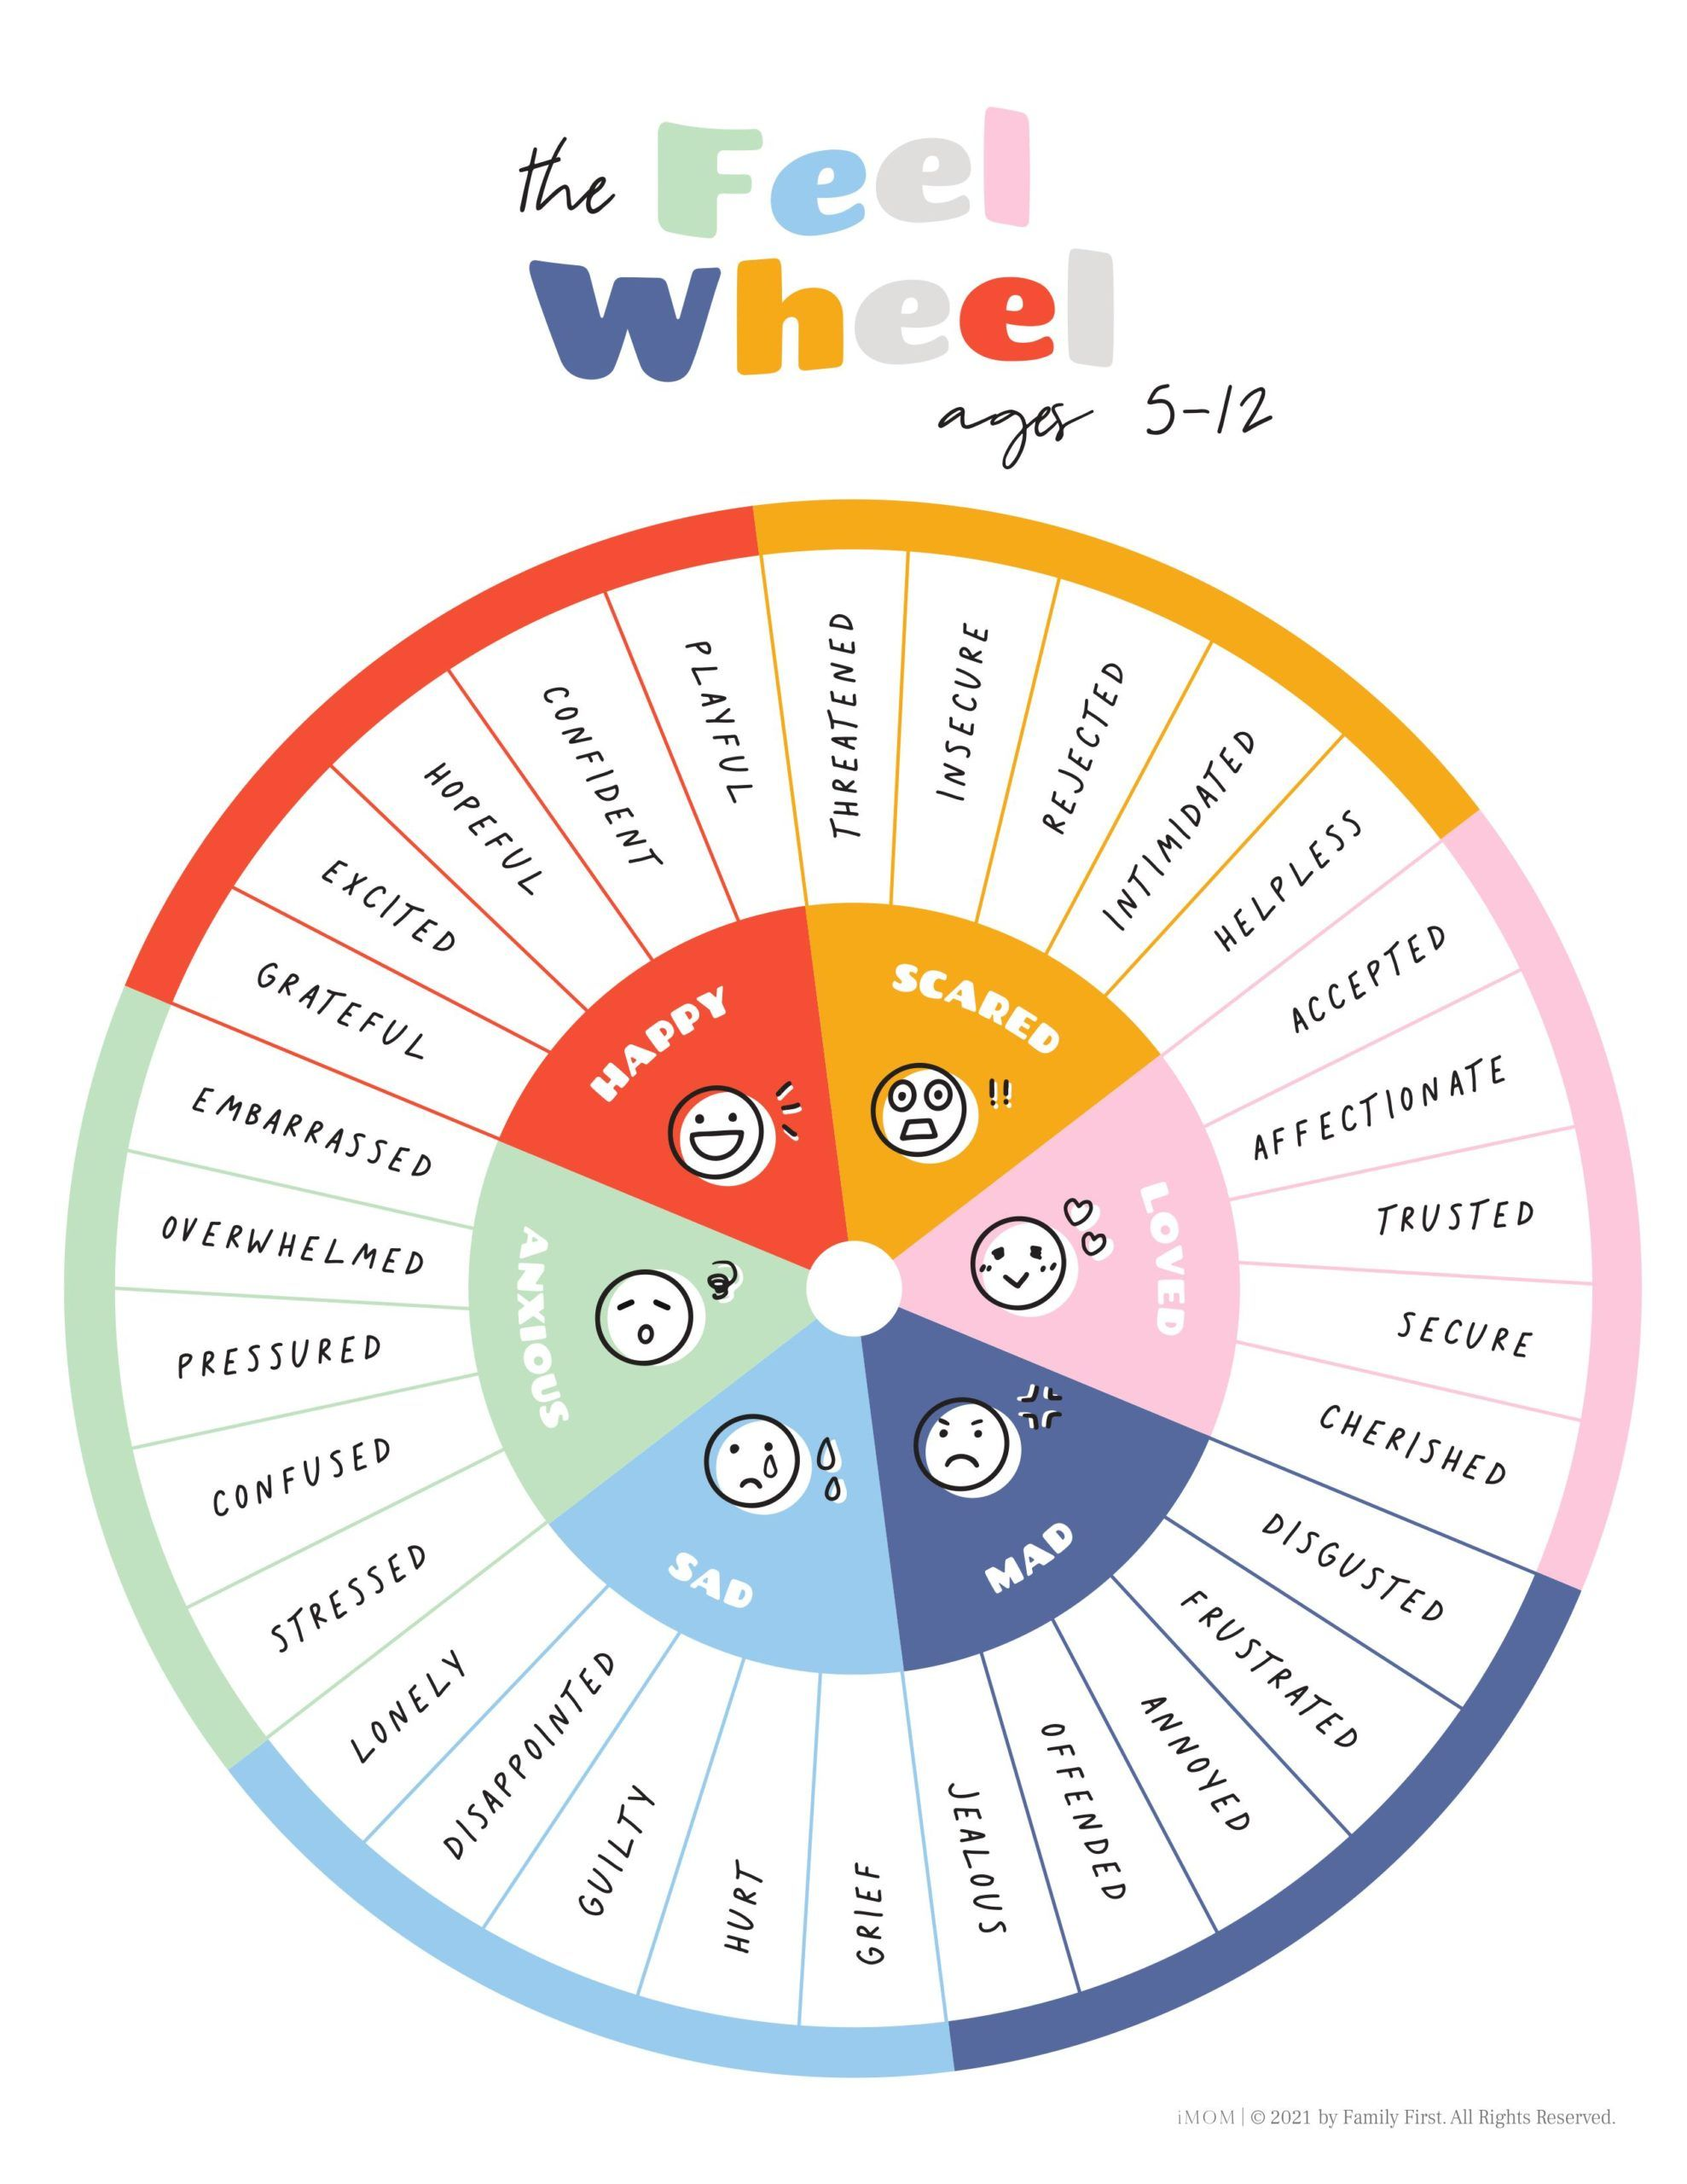 the Feel
Wheel
ages 5-12
HAPPY
GRATEFUL
EXCITED
HOPEFUL
CONFIDENT
PLAYFUL
SCARED
THREATENED
INSECURE
REJECTED
INTIMIDATED
HELPLESS
LOVED
ACCEPTED
AFFECTIONATE
TRUSTED
SECURE
CHERISHED
MAD
DISGUSTED
FRUSTRATED
ANNOYED
OFFENDED
JEALOUS
SAD
GRIEF
HURT
GUILTY
DISAPPOINTED
LONELY
ANXIOUS
STRESSED
CONFUSED
PRESSURED
OVERWHELMED
EMBARRASSED
!!
iMOM | © 2021 by Family First. All Rights Reserved.